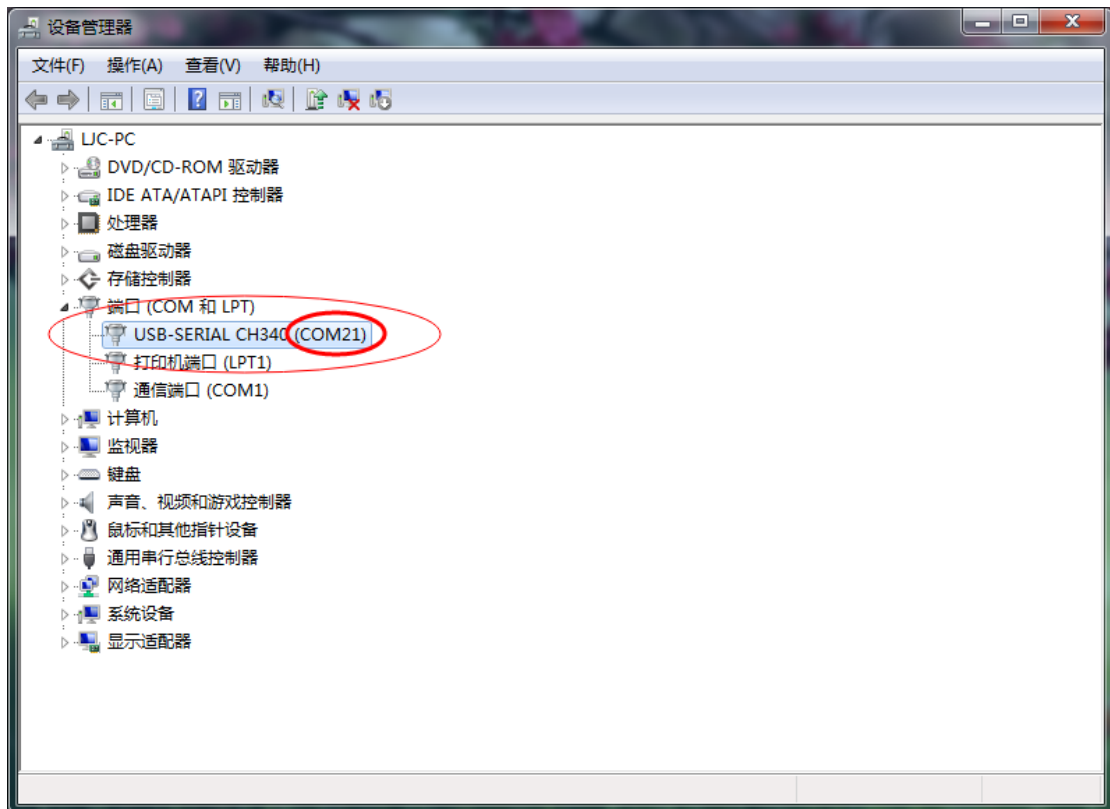 设备管理器
文件(F) 操作(A) 查看(V) 帮助(H)
LJC-PC
DVD/CD-ROM 驱动器
IDE ATA/ATAPI 控制器
处理器
磁盘驱动器
存储控制器
端口 (COM 和 LPT)
USB-SERIAL CH340 (COM21)
打印机端口 (LPT1)
通信端口 (COM1)
计算机
监视器
键盘
声音、视频和游戏控制器
鼠标和其他指针设备
通用串行总线控制器
网络适配器
系统设备
显示适配器